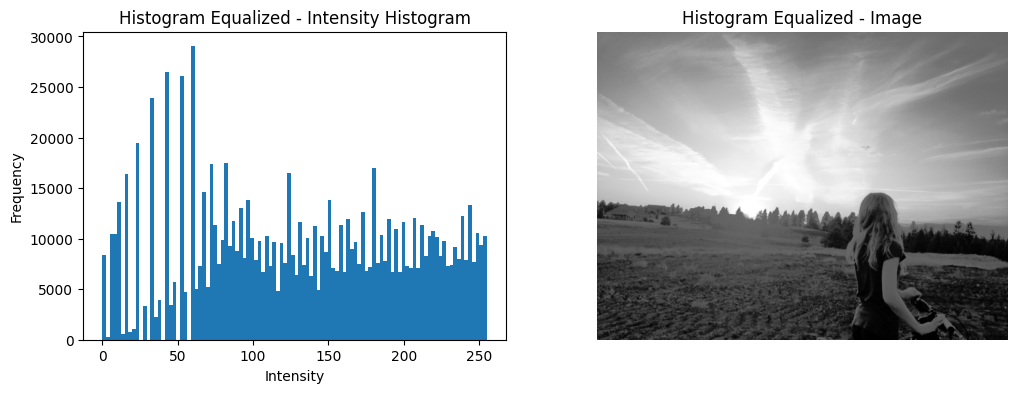 Histogram Equalized - Intensity Histogram
Histogram Equalized - Image
30000
25000
20000
15000
10000
5000
0
Frequency
0 50 100 150 200 250
Intensity